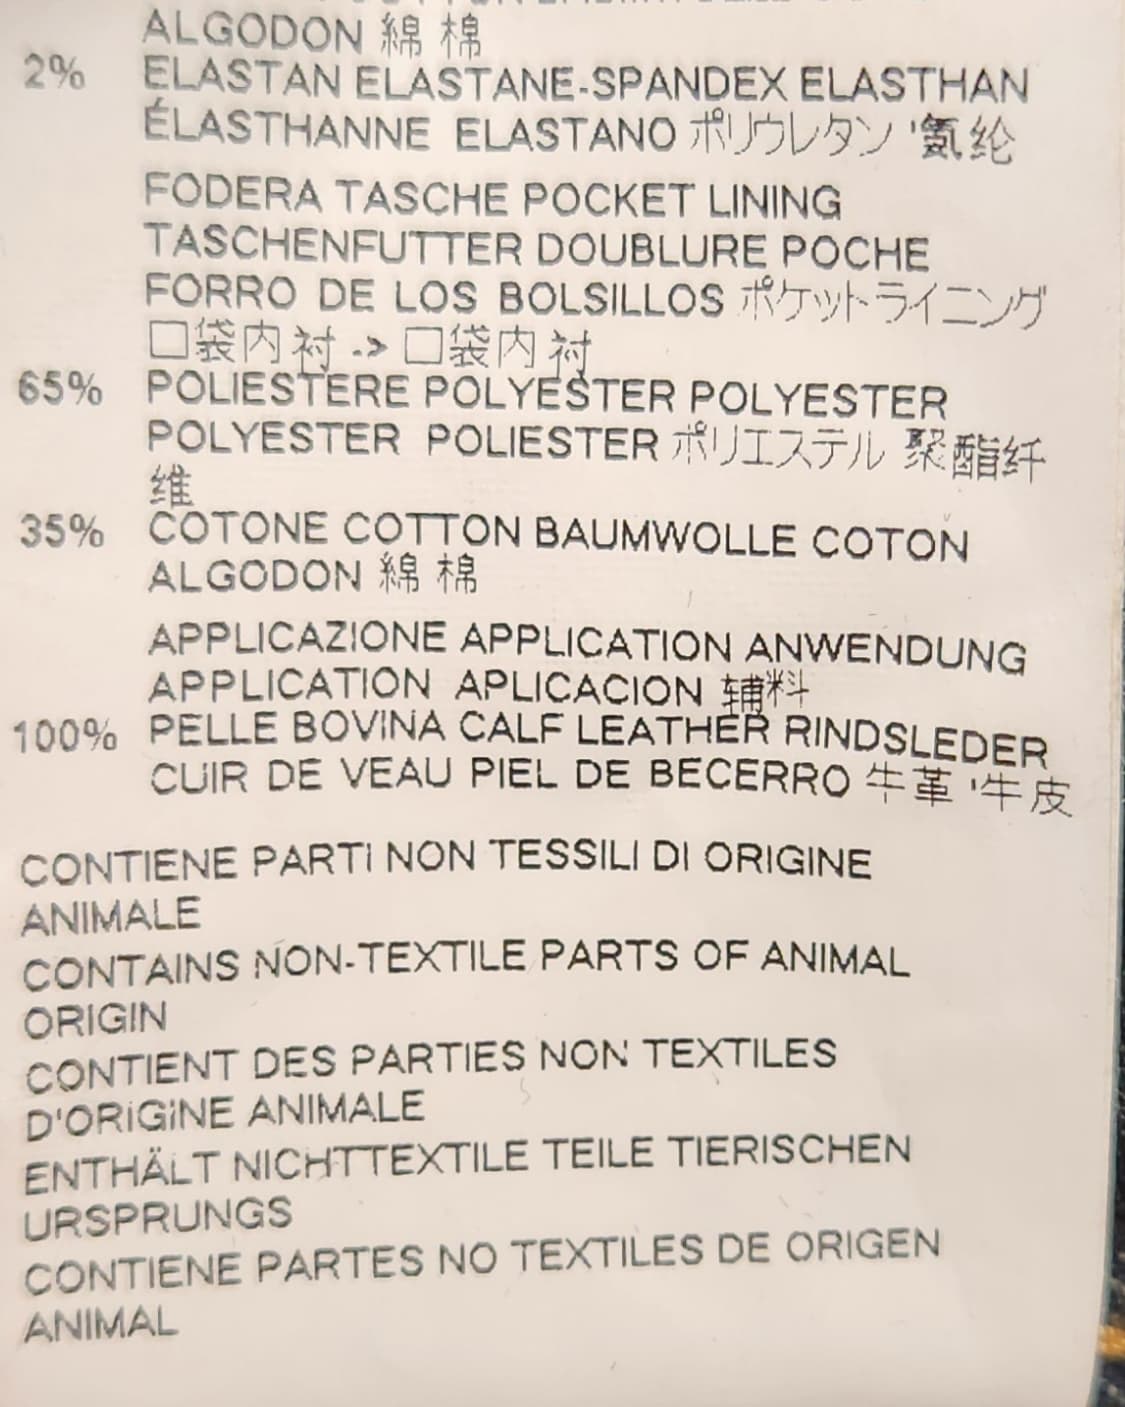 ALGODON 綿 棉
2% ELASTAN ELASTANE-SPANDEX ELASTHAN
ÉLASTHANNE ELASTANO ポリウレタン '氨纶
FODERA TASCHE POCKET LINING
TASCHENFUTTER DOUBLURE POCHE
FORRO DE LOS BOLSILLOS ポケットライニング
口袋内衬 -> 口袋内衬
65% POLIESTERE POLYESTER POLYESTER
POLYESTER POLIESTER ポリエステル 聚酯纤
维
35% COTONE COTTON BAUMWOLLE COTON
ALGODON 綿 棉
APPLICAZIONE APPLICATION ANWENDUNG
APPLICATION APLICACION 辅料
100% PELLE BOVINA CALF LEATHER RINDSLEDER
CUIR DE VEAU PIEL DE BECERRO 牛革 '牛皮
CONTIENE PARTI NON TESSILI DI ORIGINE
ANIMALE
CONTAINS NON-TEXTILE PARTS OF ANIMAL
ORIGIN
CONTIENT DES PARTIES NON TEXTILES
D'ORIGINE ANIMALE
ENTHÄLT NICHTTEXTILE TEILE TIERISCHEN
URSPRUNGS
CONTIENE PARTES NO TEXTILES DE ORIGEN
ANIMAL